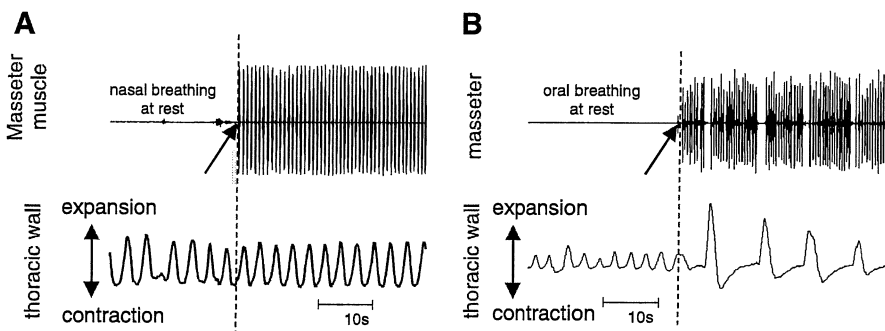 A
Masseter
muscle
nasal breathing
at rest
thoracic wall
expansion
contraction
10s
B
masseter
oral breathing
at rest
thoracic wall
expansion
contraction
10s